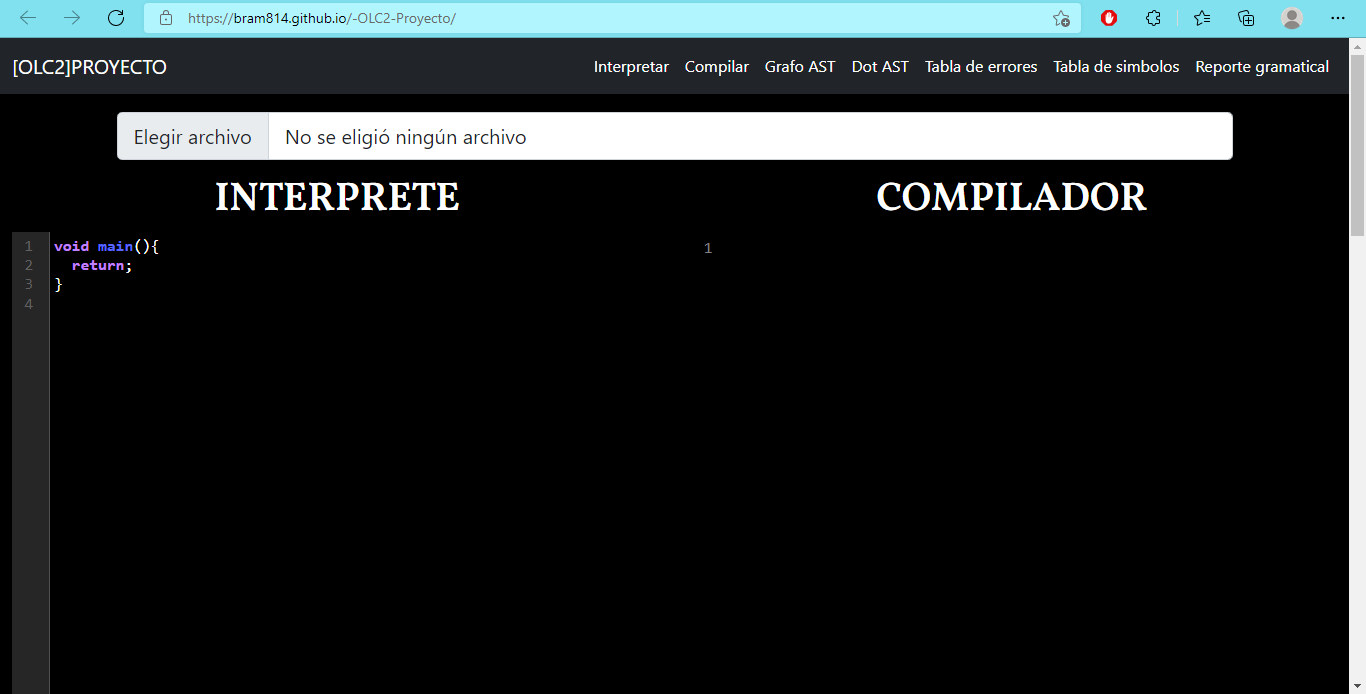 https://bram814.github.io/-OLC2-Proyecto/
[OLC2]PROYECTO Interpretar Compilar Grafo AST Dot AST Tabla de errores Tabla de simbolos Reporte gramatical
Elegir archivo No se eligió ningún archivo
INTERPRETE COMPILADOR
1 void main(){ 1
2 return;
3 }
4